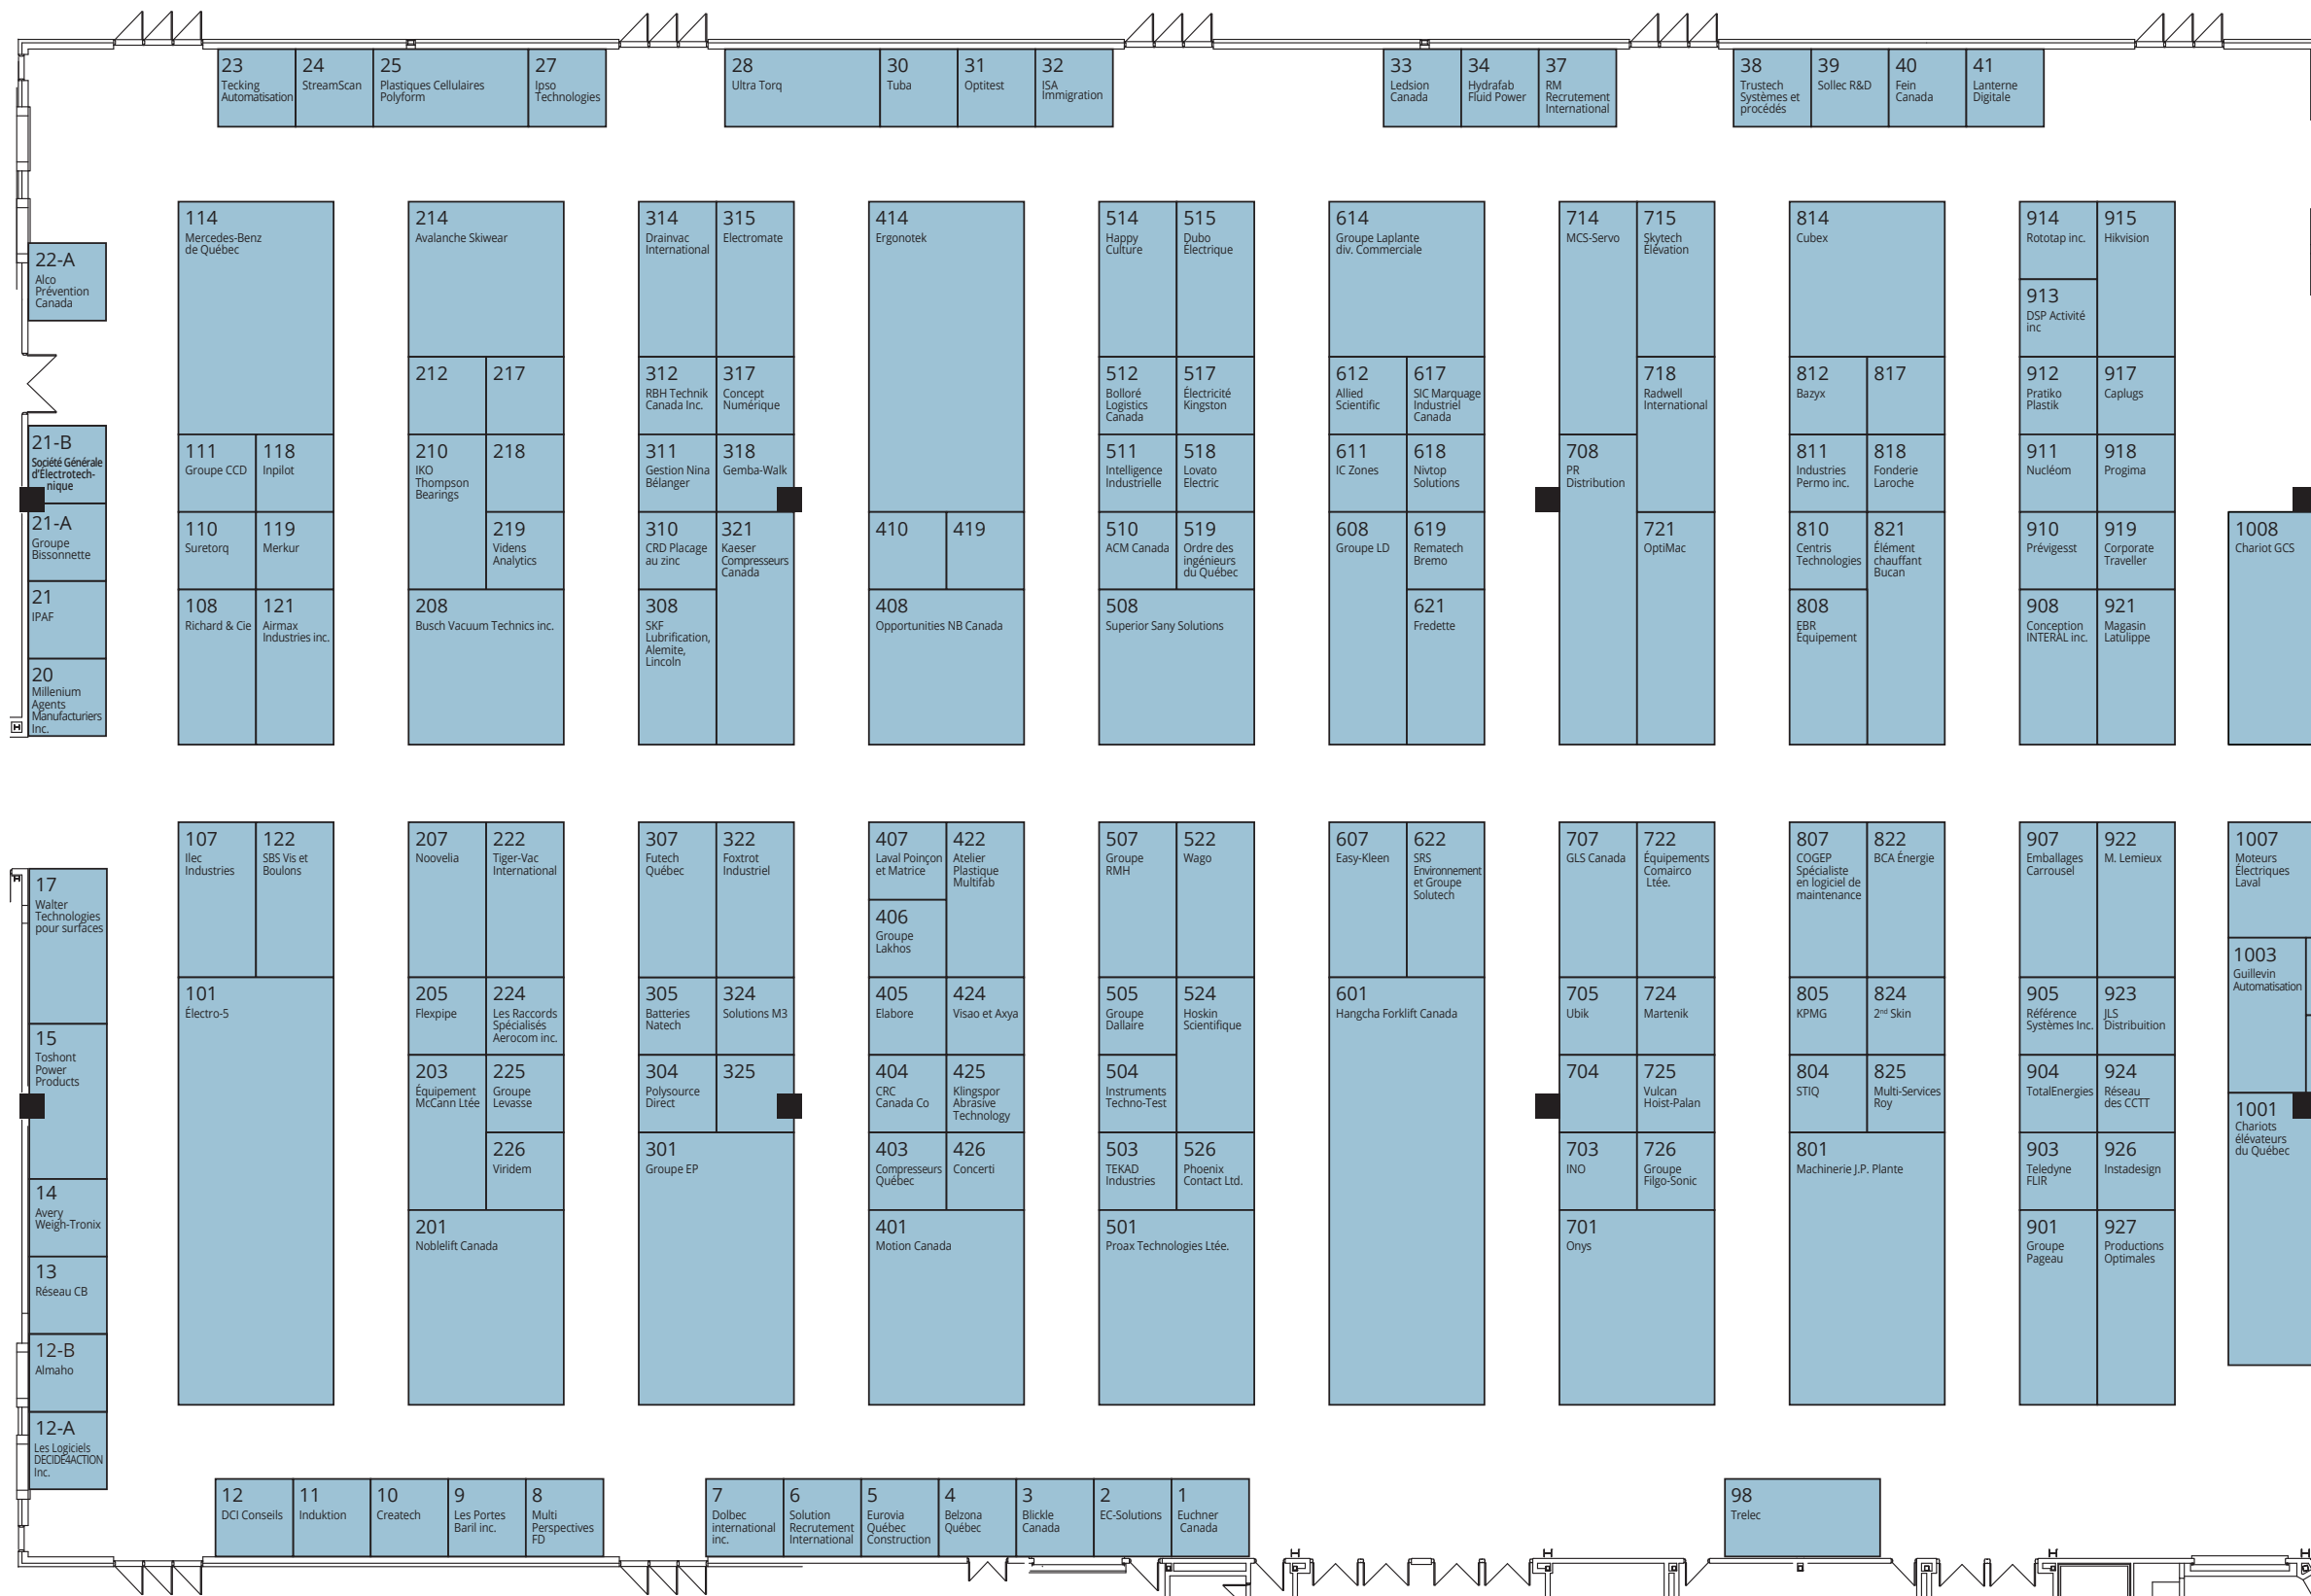 23
Tecking
Automatisation
24
StreamScan
25
Plastiques Cellulaires
Polyform
27
Ipso
Technologies
28
Ultra Torq
30
Tuba
31
Optitest
32
ISA
Immigration
33
Ledsion
Canada
34
Hydrafab
Fluid Power
37
RM
Recrutement
International
38
Trustech
Systèmes et
procédés
39
Sollec R&D
40
Fein
Canada
41
Lanterne
Digitale
22-A
Alco
Prévention
Canada
21-B
Société Générale
d'Électrotech-
nique
21-A
Groupe
Bissonnette
21
IPAF
20
Millenium
Agents
Manufacturiers
Inc.
114
Mercedes-Benz
de Québec
111
Groupe CCD
118
Inpilot
110
Suretorq
119
Merkur
108
Richard & Cie
121
Airmax
Industries inc.
214
Avalanche Skiwear
212
217
210
IKO
Thompson
Bearings
218
219
Videns
Analytics
208
Busch Vacuum Technics inc.
314
Drainvac
International
315
Electromate
312
RBH Technik
Canada Inc.
317
Concept
Numérique
311
Gestion Nina
Bélanger
318
Gemba-Walk
310
CRD Placage
au zinc
321
Kaeser
Compresseurs
Canada
308
SKF
Lubrification,
Alemite,
Lincoln
414
Ergonotek
410
419
408
Opportunities NB Canada
514
Happy
Culture
515
Dubo
Électrique
512
Bolloré
Logistics
Canada
517
Électricité
Kingston
511
Intelligence
Industrielle
518
Lovato
Electric
510
ACM Canada
519
Ordre des
ingénieurs
du Québec
508
Superior Sany Solutions
614
Groupe Laplante
div. Commerciale
612
Allied
Scientific
617
SIC Marquage
Industriel
Canada
611
IC Zones
618
Nivtop
Solutions
608
Groupe LD
619
Rematech
Bremo
621
Fredette
714
MCS-Servo
715
Skytech
Élévation
718
Radwell
International
708
PR
Distribution
721
OptiMac
814
Cubex
812
Bazyx
817
811
Industries
Permo inc.
818
Fonderie
Laroche
810
Centris
Technologies
821
Élément
chauffant
Bucan
808
EBR
Équipement
914
Rototap inc.
915
Hikvision
913
DSP Activité
inc
912
Pratiko
Plastik
917
Caplugs
911
Nucléom
918
Progima
910
Prévigesst
919
Corporate
Traveller
908
Conception
INTERAL inc.
921
Magasin
Latulippe
1008
Chariot GCS
17
Walter
Technologies
pour surfaces
15
Toshont
Power
Products
14
Avery
Weigh-Tronix
13
Réseau CB
12-B
Almaho
12-A
Les Logiciels
DECIDE4ACTION
Inc.
107
Ilec
Industries
122
SBS Vis et
Boulons
101
Électro-5
207
Noovelia
222
Tiger-Vac
International
205
Flexpipe
224
Les Raccords
Spécialisés
Aerocom inc.
203
Équipement
McCann Ltée
225
Groupe
Levasse
226
Viridem
201
Noblelift Canada
307
Futech
Québec
322
Foxtrot
Industriel
305
Batteries
Natech
324
Solutions M3
304
Polysource
Direct
325
301
Groupe EP
407
Laval Poinçon
et Matrice
422
Atelier
Plastique
Multifab
406
Groupe
Lakhos
405
Elabore
424
Visao et Axya
404
CRC
Canada Co
425
Klingspor
Abrasive
Technology
403
Compresseurs
Québec
426
Concerti
401
Motion Canada
507
Groupe
RMH
522
Wago
505
Groupe
Dallaire
524
Hoskin
Scientifique
504
Instruments
Techno-Test
503
TEKAD
Industries
526
Phoenix
Contact Ltd.
501
Proax Technologies Ltée.
607
Easy-Kleen
622
SRS
Environnement
et Groupe
Solutech
601
Hangcha Forklift Canada
707
GLS Canada
722
Équipements
Comairco
Ltée.
705
Ubik
724
Martenik
704
725
Vulcan
Hoist-Palan
703
INO
726
Groupe
Filgo-Sonic
701
Onys
807
COGEP
Spécialiste
en logiciel de
maintenance
822
BCA Énergie
805
KPMG
824
2nd Skin
804
STIQ
825
Multi-Services
Roy
801
Machinerie J.P. Plante
907
Emballages
Carrousel
922
M. Lemieux
905
Référence
Systèmes Inc.
923
JLS
Distribuition
904
TotalEnergies
924
Réseau
des CCTT
903
Teledyne
FLIR
926
Instadesign
901
Groupe
Pageau
927
Productions
Optimales
1007
Moteurs
Électriques
Laval
1003
Guillevin
Automatisation
1001
Chariots
élévateurs
du Québec
12
DCI Conseils
11
Induktion
10
Createch
9
Les Portes
Baril inc.
8
Multi
Perspectives
FD
7
Dolbec
international
inc.
6
Solution
Recrutement
International
5
Eurovia
Québec
Construction
4
Belzona
Québec
3
Blickle
Canada
2
EC-Solutions
1
Euchner
Canada
98
Trelec